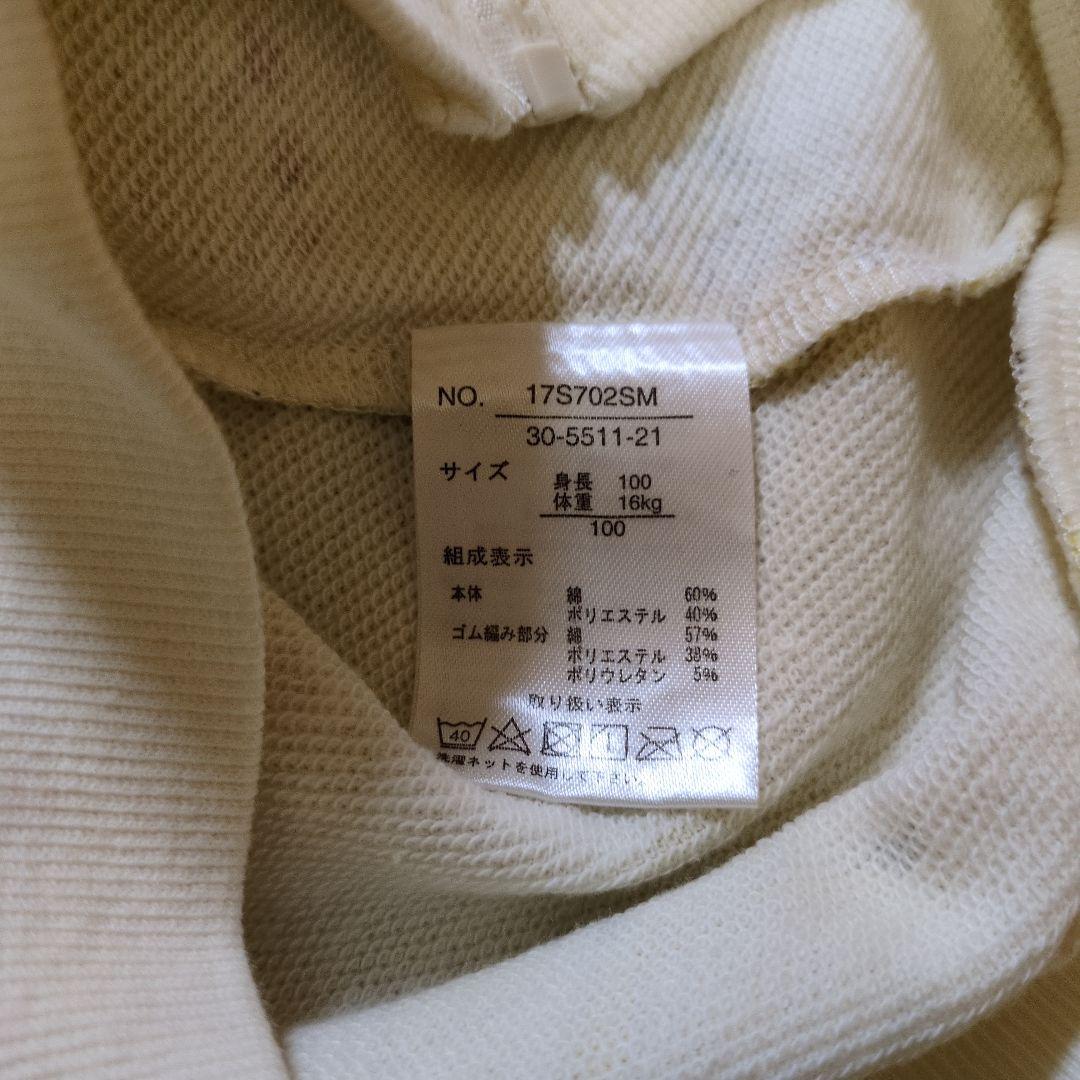 NO. 17S702SM
30-5511-21
サイズ 身長 100
体重 16kg
100
組成表示
本体 綿 60%
ポリエステル 40%
ゴム編み部分 綿 57%
ポリエステル 38%
ポリウレタン 5%
取り扱い表示
40
洗濯ネットを使用して下さい。